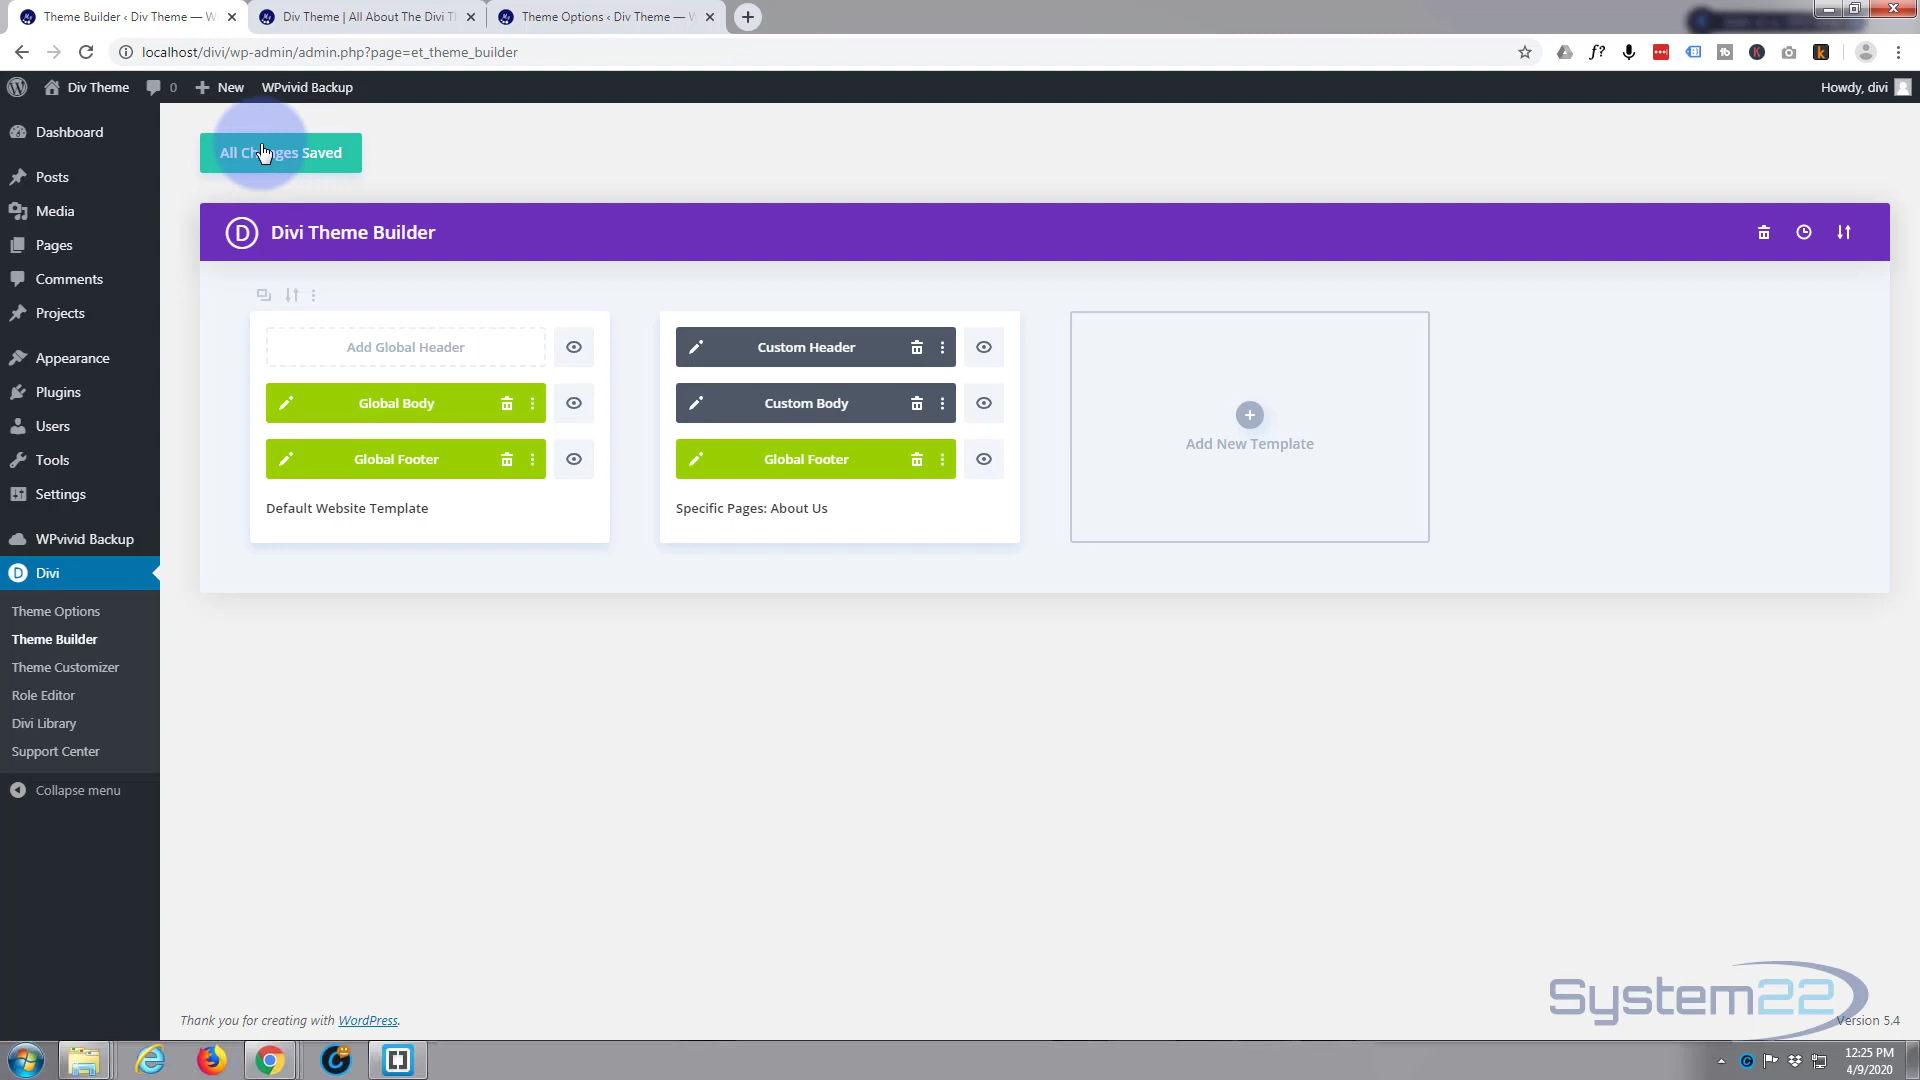 Theme Builder ‹ Div Theme — W
Div Theme | All About The Divi T
Theme Options ‹ Div Theme — W
localhost/divi/wp-admin/admin.php?page=et_theme_builder
Div Theme
0
New
WPvivid Backup
Howdy, divi
Dashboard
Posts
Media
Pages
Comments
Projects
Appearance
Plugins
Users
Tools
Settings
WPvivid Backup
Divi
Theme Options
Theme Builder
Theme Customizer
Role Editor
Divi Library
Support Center
Collapse menu
All Changes Saved
D
Divi Theme Builder
Add Global Header
Global Body
Global Footer
Default Website Template
Custom Header
Custom Body
Global Footer
Specific Pages: About Us
Add New Template
Thank you for creating with WordPress.
System22
Version 5.4
12:25 PM
4/9/2020